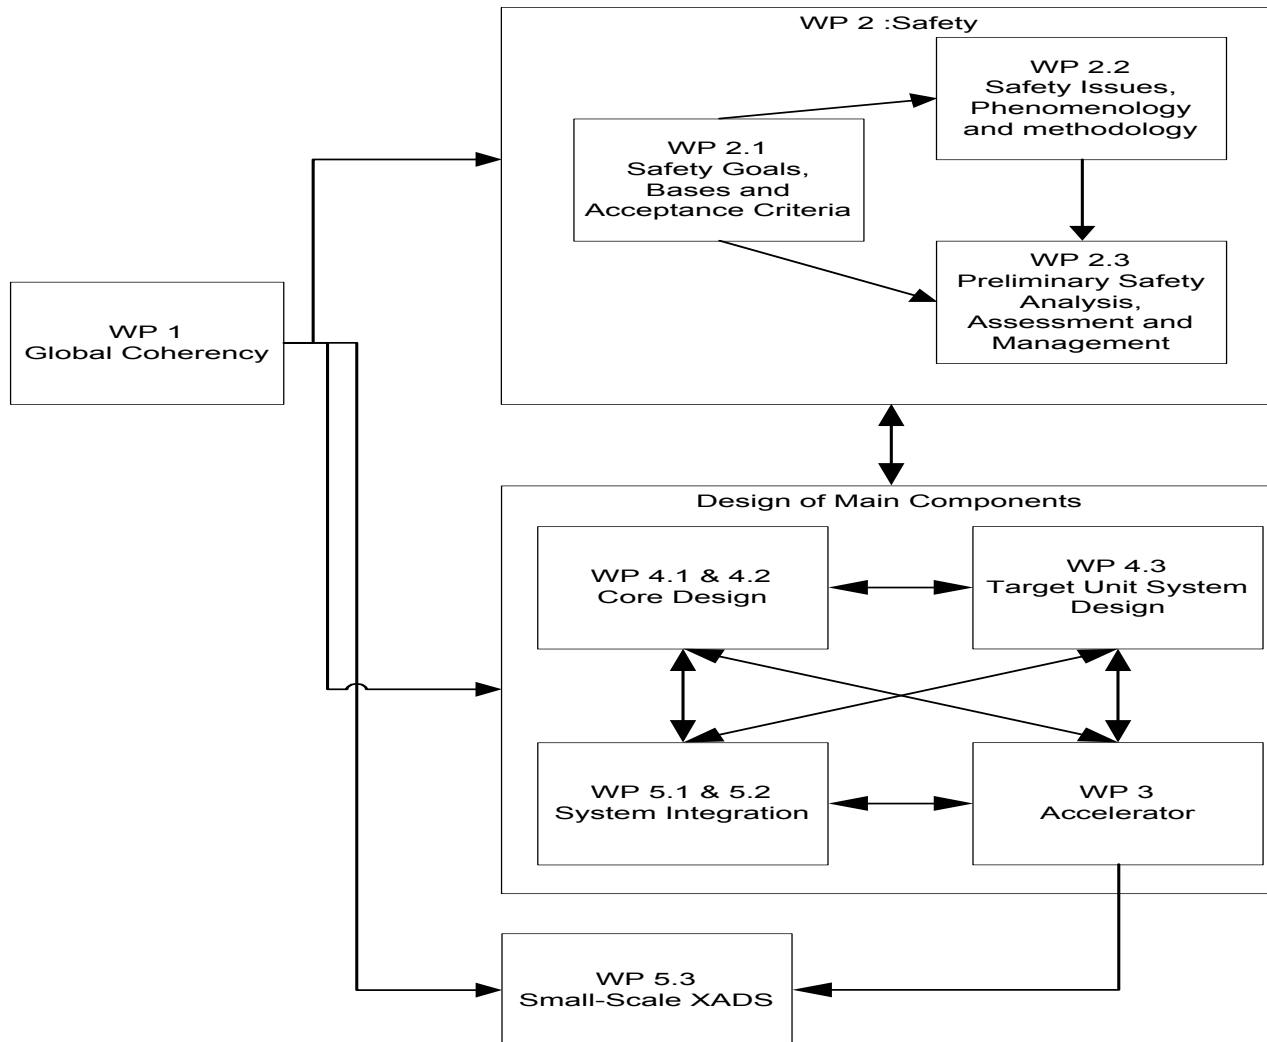 WP 2 :Safety
WP 2.2
Safety Issues,
Phenomenology
and methodology
WP 2.1
Safety Goals,
Bases and
Acceptance Criteria
WP 2.3
Preliminary Safety
Analysis,
Assessment and
Management
WP 1
Global Coherency
Design of Main Components
WP 4.1 & 4.2
Core Design
WP 4.3
Target Unit System
Design
WP 5.1 & 5.2
System Integration
WP 3
Accelerator
WP 5.3
Small-Scale XADS